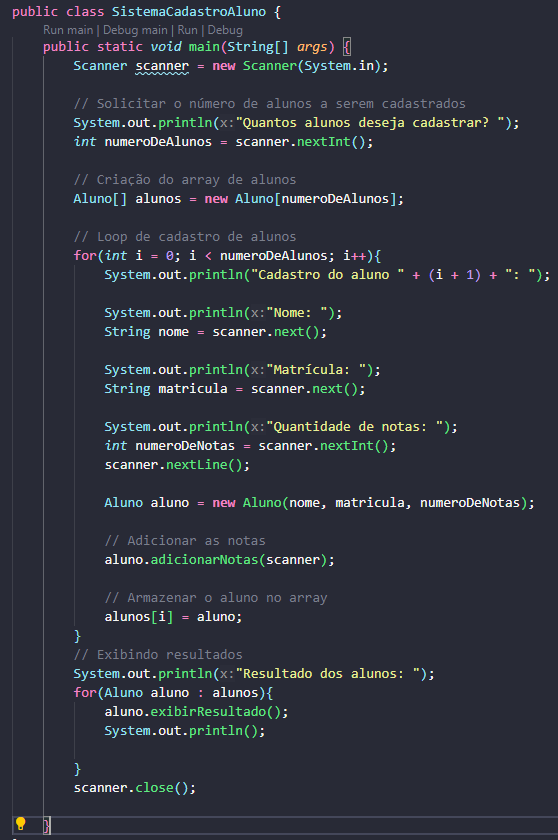 public class SistemaCadastroAluno {
Run main | Debug main | Run | Debug
public static void main(String[] args) {
Scanner scanner = new Scanner(System.in);
// Solicitar o número de alunos a serem cadastrados
System.out.println(x:"Quantos alunos deseja cadastrar? ");
int numeroDeAlunos = scanner.nextInt();
// Criação do array de alunos
Aluno[] alunos = new Aluno[numeroDeAlunos];
// Loop de cadastro de alunos
for(int i = 0; i < numeroDeAlunos; i++){
System.out.println("Cadastro do aluno " + (i + 1) + ": ");
System.out.println(x:"Nome: ");
String nome = scanner.next();
System.out.println(x:"Matrícula: ");
String matricula = scanner.next();
System.out.println(x:"Quantidade de notas: ");
int numeroDeNotas = scanner.nextInt();
scanner.nextLine();
Aluno aluno = new Aluno(nome, matricula, numeroDeNotas);
// Adicionar as notas
aluno.adicionarNotas(scanner);
// Armazenar o aluno no array
alunos[i] = aluno;
}
// Exibindo resultados
System.out.println(x:"Resultado dos alunos: ");
for(Aluno aluno : alunos){
aluno.exibirResultado();
System.out.println();
}
scanner.close();
}